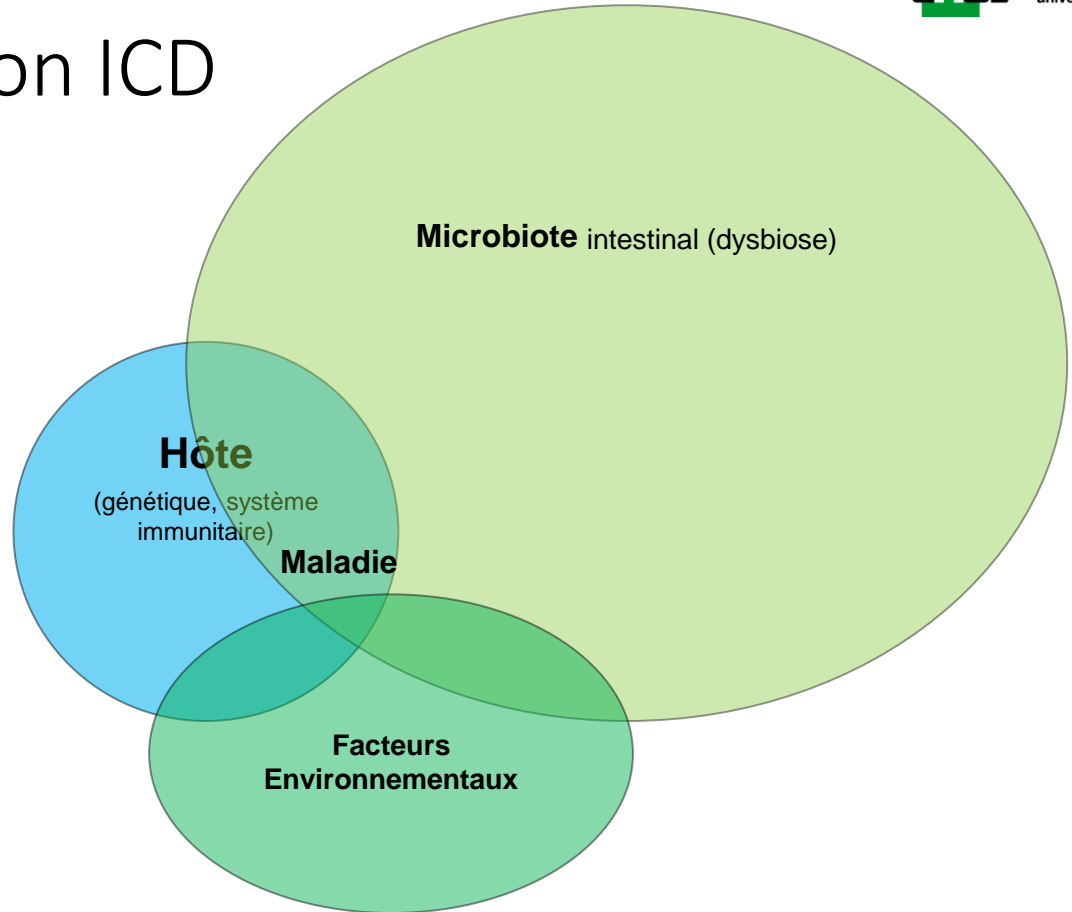 on ICD
Microbiote intestinal (dysbiose)
Hôte
(génétique, système
immunitaire)
Maladie
Facteurs
Environnementaux